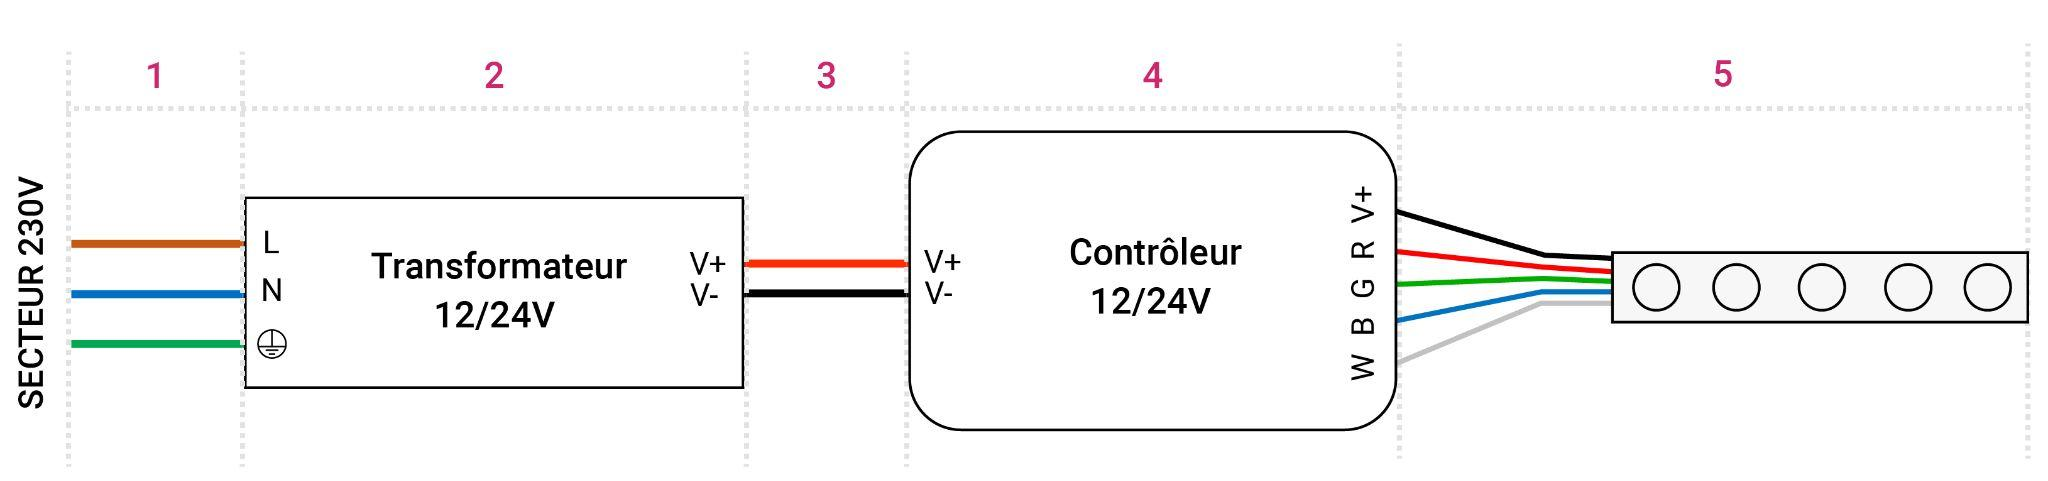 1
2
3
4
5
SECTEUR 230V
L
N
Transformateur
12/24V
V+
V-
V+
V-
Contrôleur
12/24V
V+
R
G
B
W